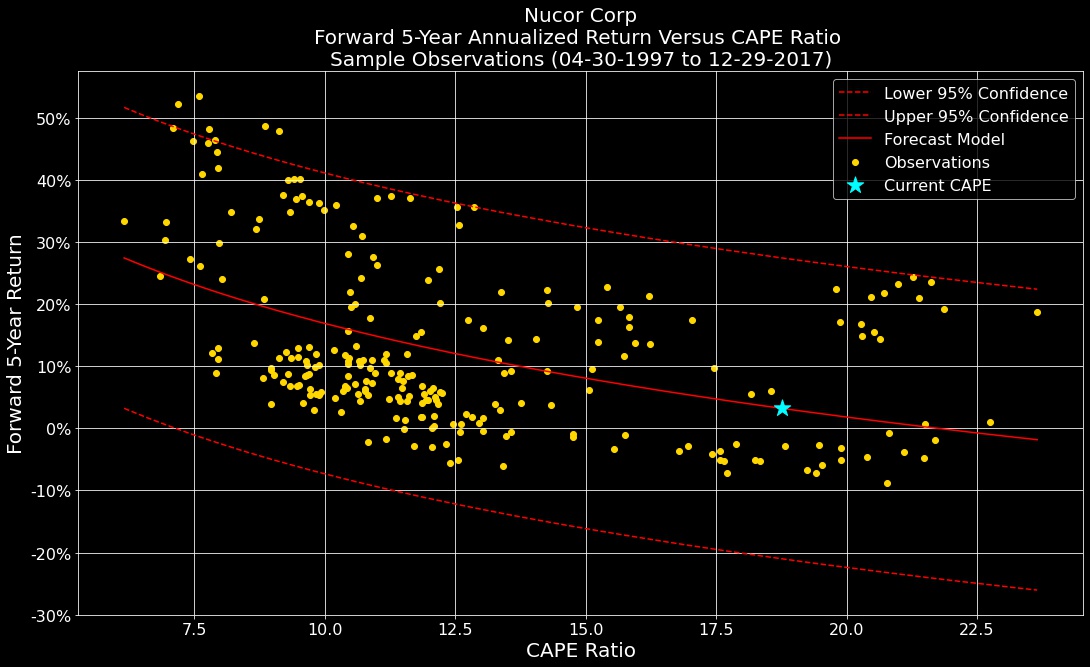 Nucor Corp
Forward 5-Year Annualized Return Versus CAPE Ratio
Sample Observations (04-30-1997 to 12-29-2017)
Lower 95% Confidence
Upper 95% Confidence
Forecast Model
Observations
Current CAPE
Forward 5-Year Return
50%
40%
30%
20%
10%
0%
-10%
-20%
-30%
7.5 10.0 12.5 15.0 17.5 20.0 22.5
CAPE Ratio